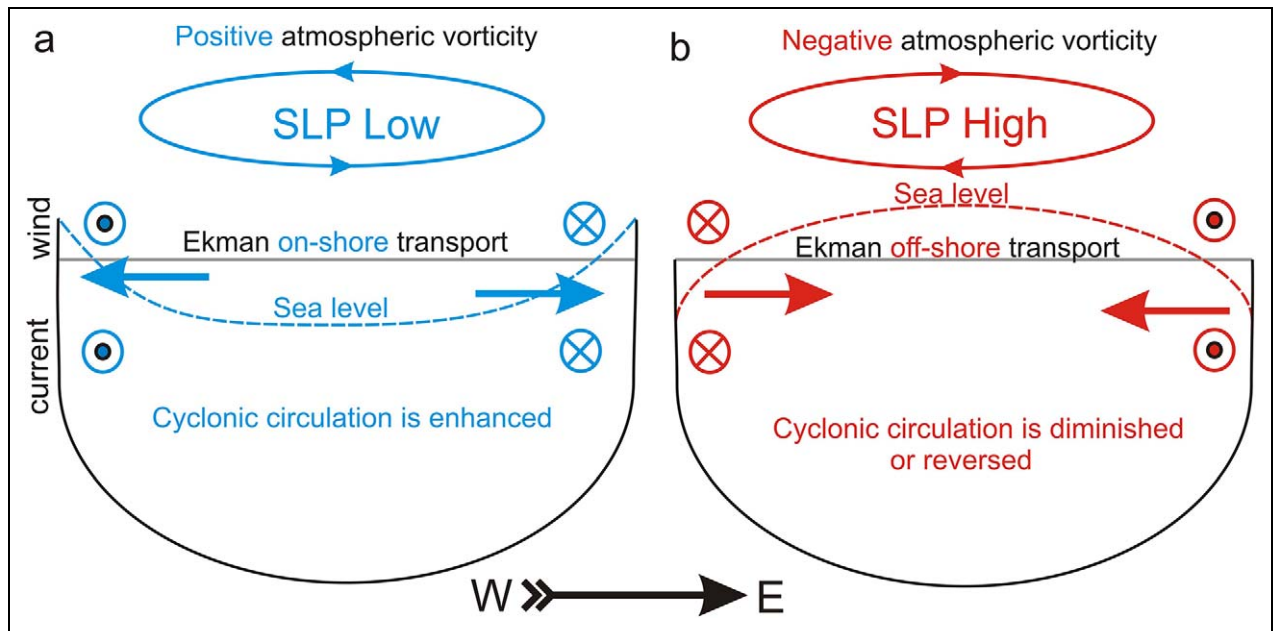 a
Positive atmospheric vorticity
SLP Low
wind
Ekman on-shore transport
Sea level
current
Cyclonic circulation is enhanced
b
Negative atmospheric vorticity
SLP High
Sea level
Ekman off-shore transport
Cyclonic circulation is diminished
or reversed
W
E